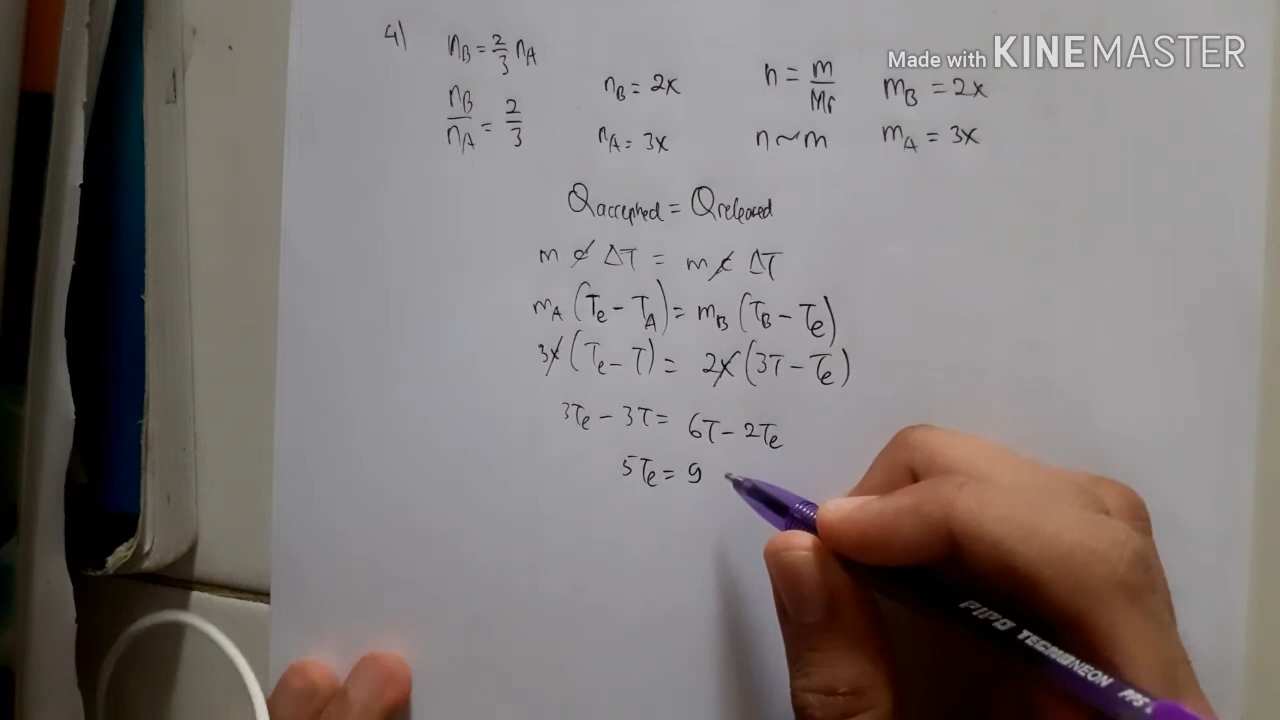 Made with KINEMASTER
4)
nB = 2/3 nA
nB/nA = 2/3
nB = 2x
nA = 3x
n = m/Mr
n ~ m
mB = 2x
mA = 3x
Qaccepted = Qreleased
m c ΔT = m c ΔT
mA (Te - TA) = mB (TB - Te)
3x (Te - T) = 2x (3T - Te)
3Te - 3T = 6T - 2Te
5Te = 9
PIPO TECHNONEON